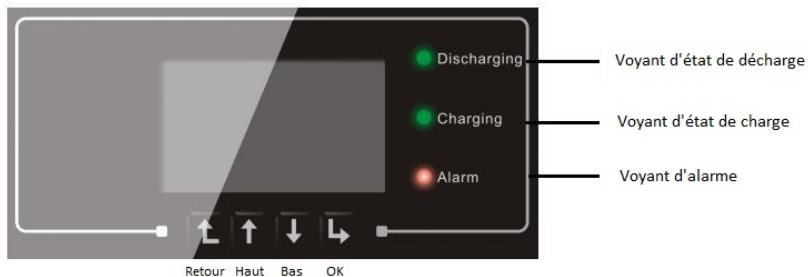 Discharging
Voyant d'état de décharge
Charging
Voyant d'état de charge
Alarm
Voyant d'alarme
Retour Haut Bas OK